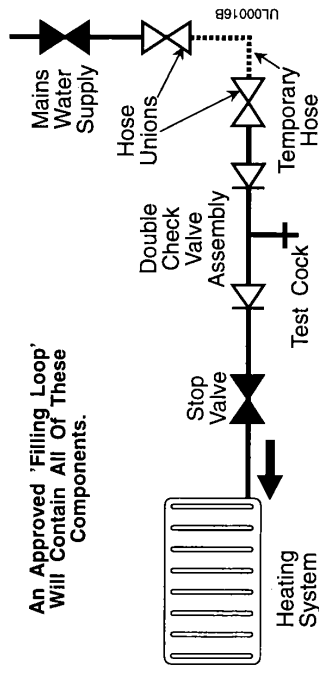 An Approved 'Filling Loop'
Will Contain All Of These
Components.
Heating
System
Stop
Valve
Double
Check
Valve
Assembly
Test Cock
Hose
Unions
Temporary
Hose
Mains
Water
Supply
UL00016B